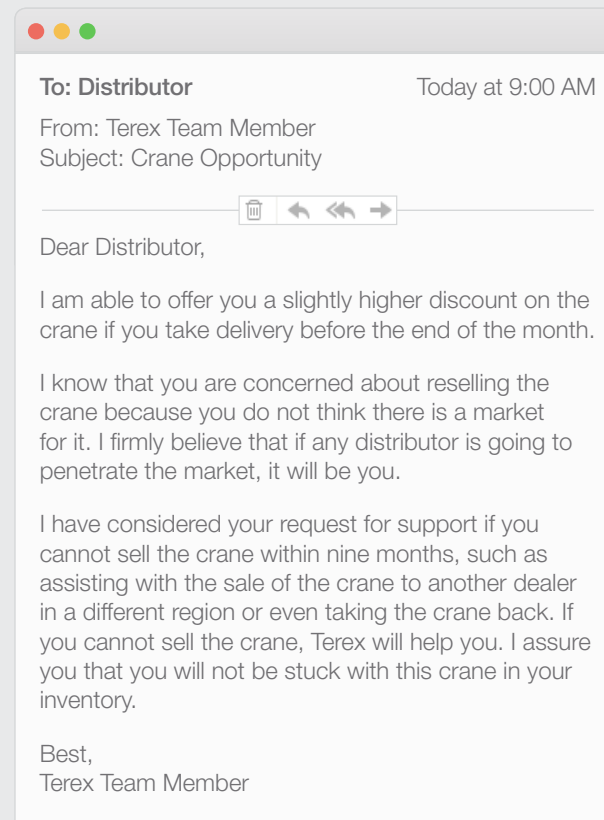 To: Distributor Today at 9:00 AM
From: Terex Team Member
Subject: Crane Opportunity
Dear Distributor,
I am able to offer you a slightly higher discount on the
crane if you take delivery before the end of the month.
I know that you are concerned about reselling the
crane because you do not think there is a market
for it. I firmly believe that if any distributor is going to
penetrate the market, it will be you.
I have considered your request for support if you
cannot sell the crane within nine months, such as
assisting with the sale of the crane to another dealer
in a different region or even taking the crane back. If
you cannot sell the crane, Terex will help you. I assure
you that you will not be stuck with this crane in your
inventory.
Best,
Terex Team Member